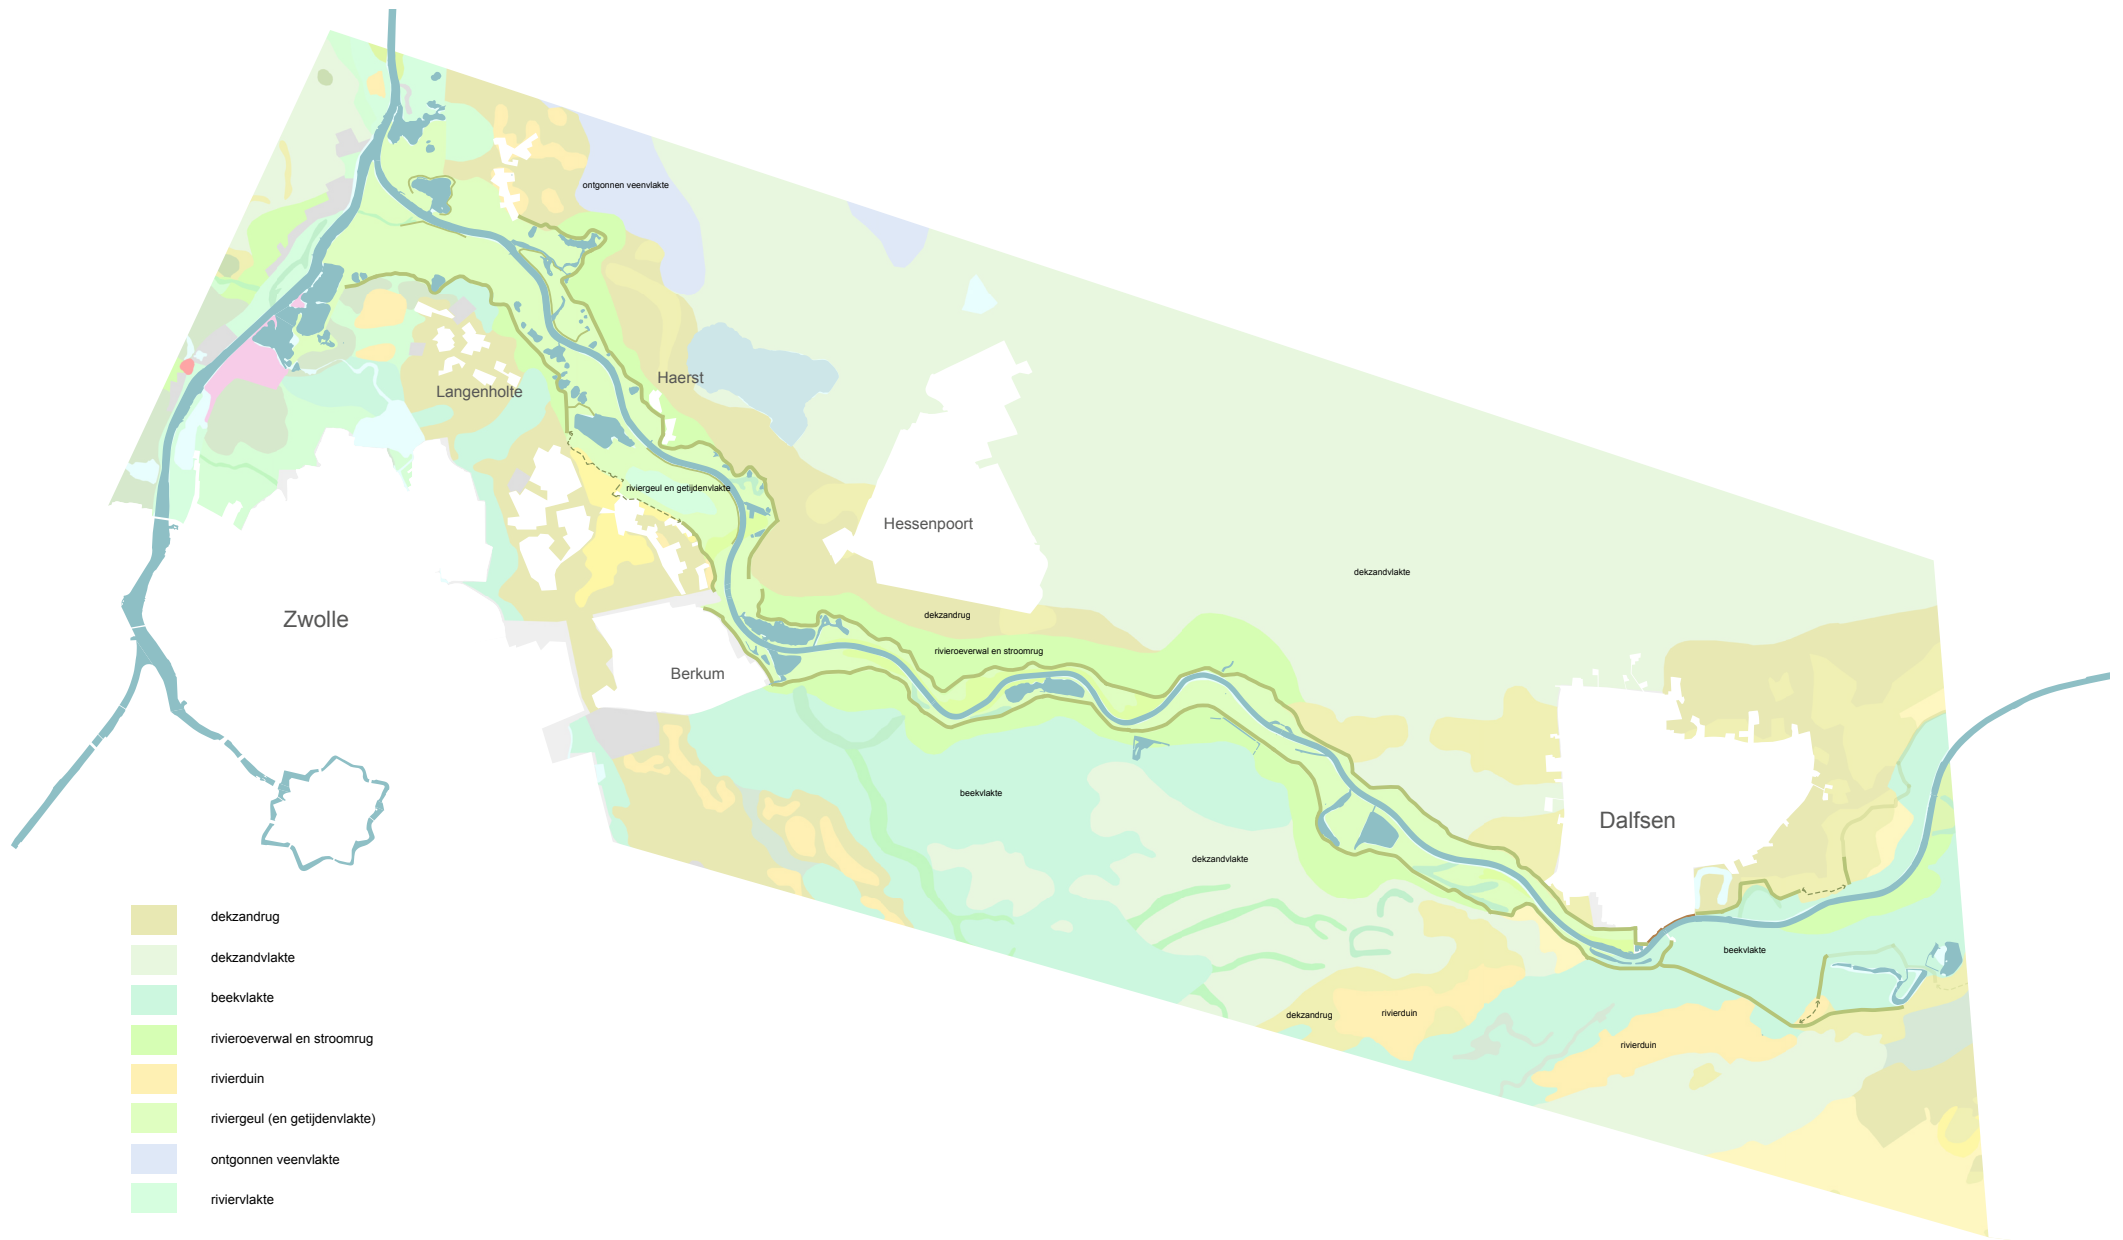 ontgonnen veenvlakte
Haerst
Langenholte
riviergeul en getijdenvlakte
Hessenpoort
dekzandvlakte
dekzandrug
Zwolle
rivieroeverwal en stroomrug
Berkum
beekvlakte
Dalfsen
dekzandvlakte
beekvlakte
dekzandrug
rivierduin
rivierduin
dekzandrug
dekzandvlakte
beekvlakte
rivieroeverwal en stroomrug
rivierduin
riviergeul (en getijdenvlakte)
ontgonnen veenvlakte
riviervlakte